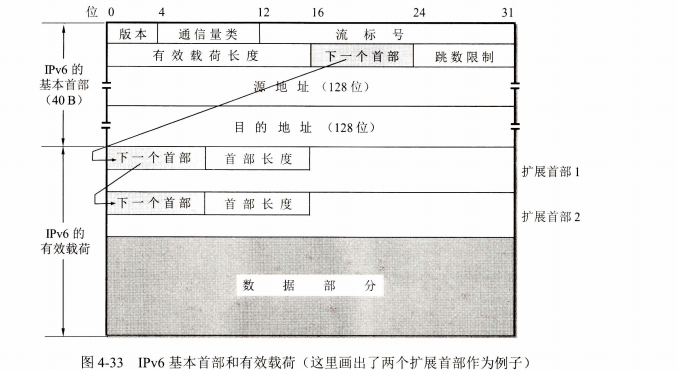 位 0 4 12 16 24 31
版本 通信量类 流标号
有效载荷长度 下一个首部 跳数限制
IPv6 的
基本首部
(40 B)
源地址 (128 位)
目的地址 (128 位)
下一个首部 首部长度
扩展首部 1
下一个首部 首部长度
扩展首部 2
IPv6 的
有效载荷
数据部分
图 4-33 IPv6 基本首部和有效载荷（这里画出了两个扩展首部作为例子）